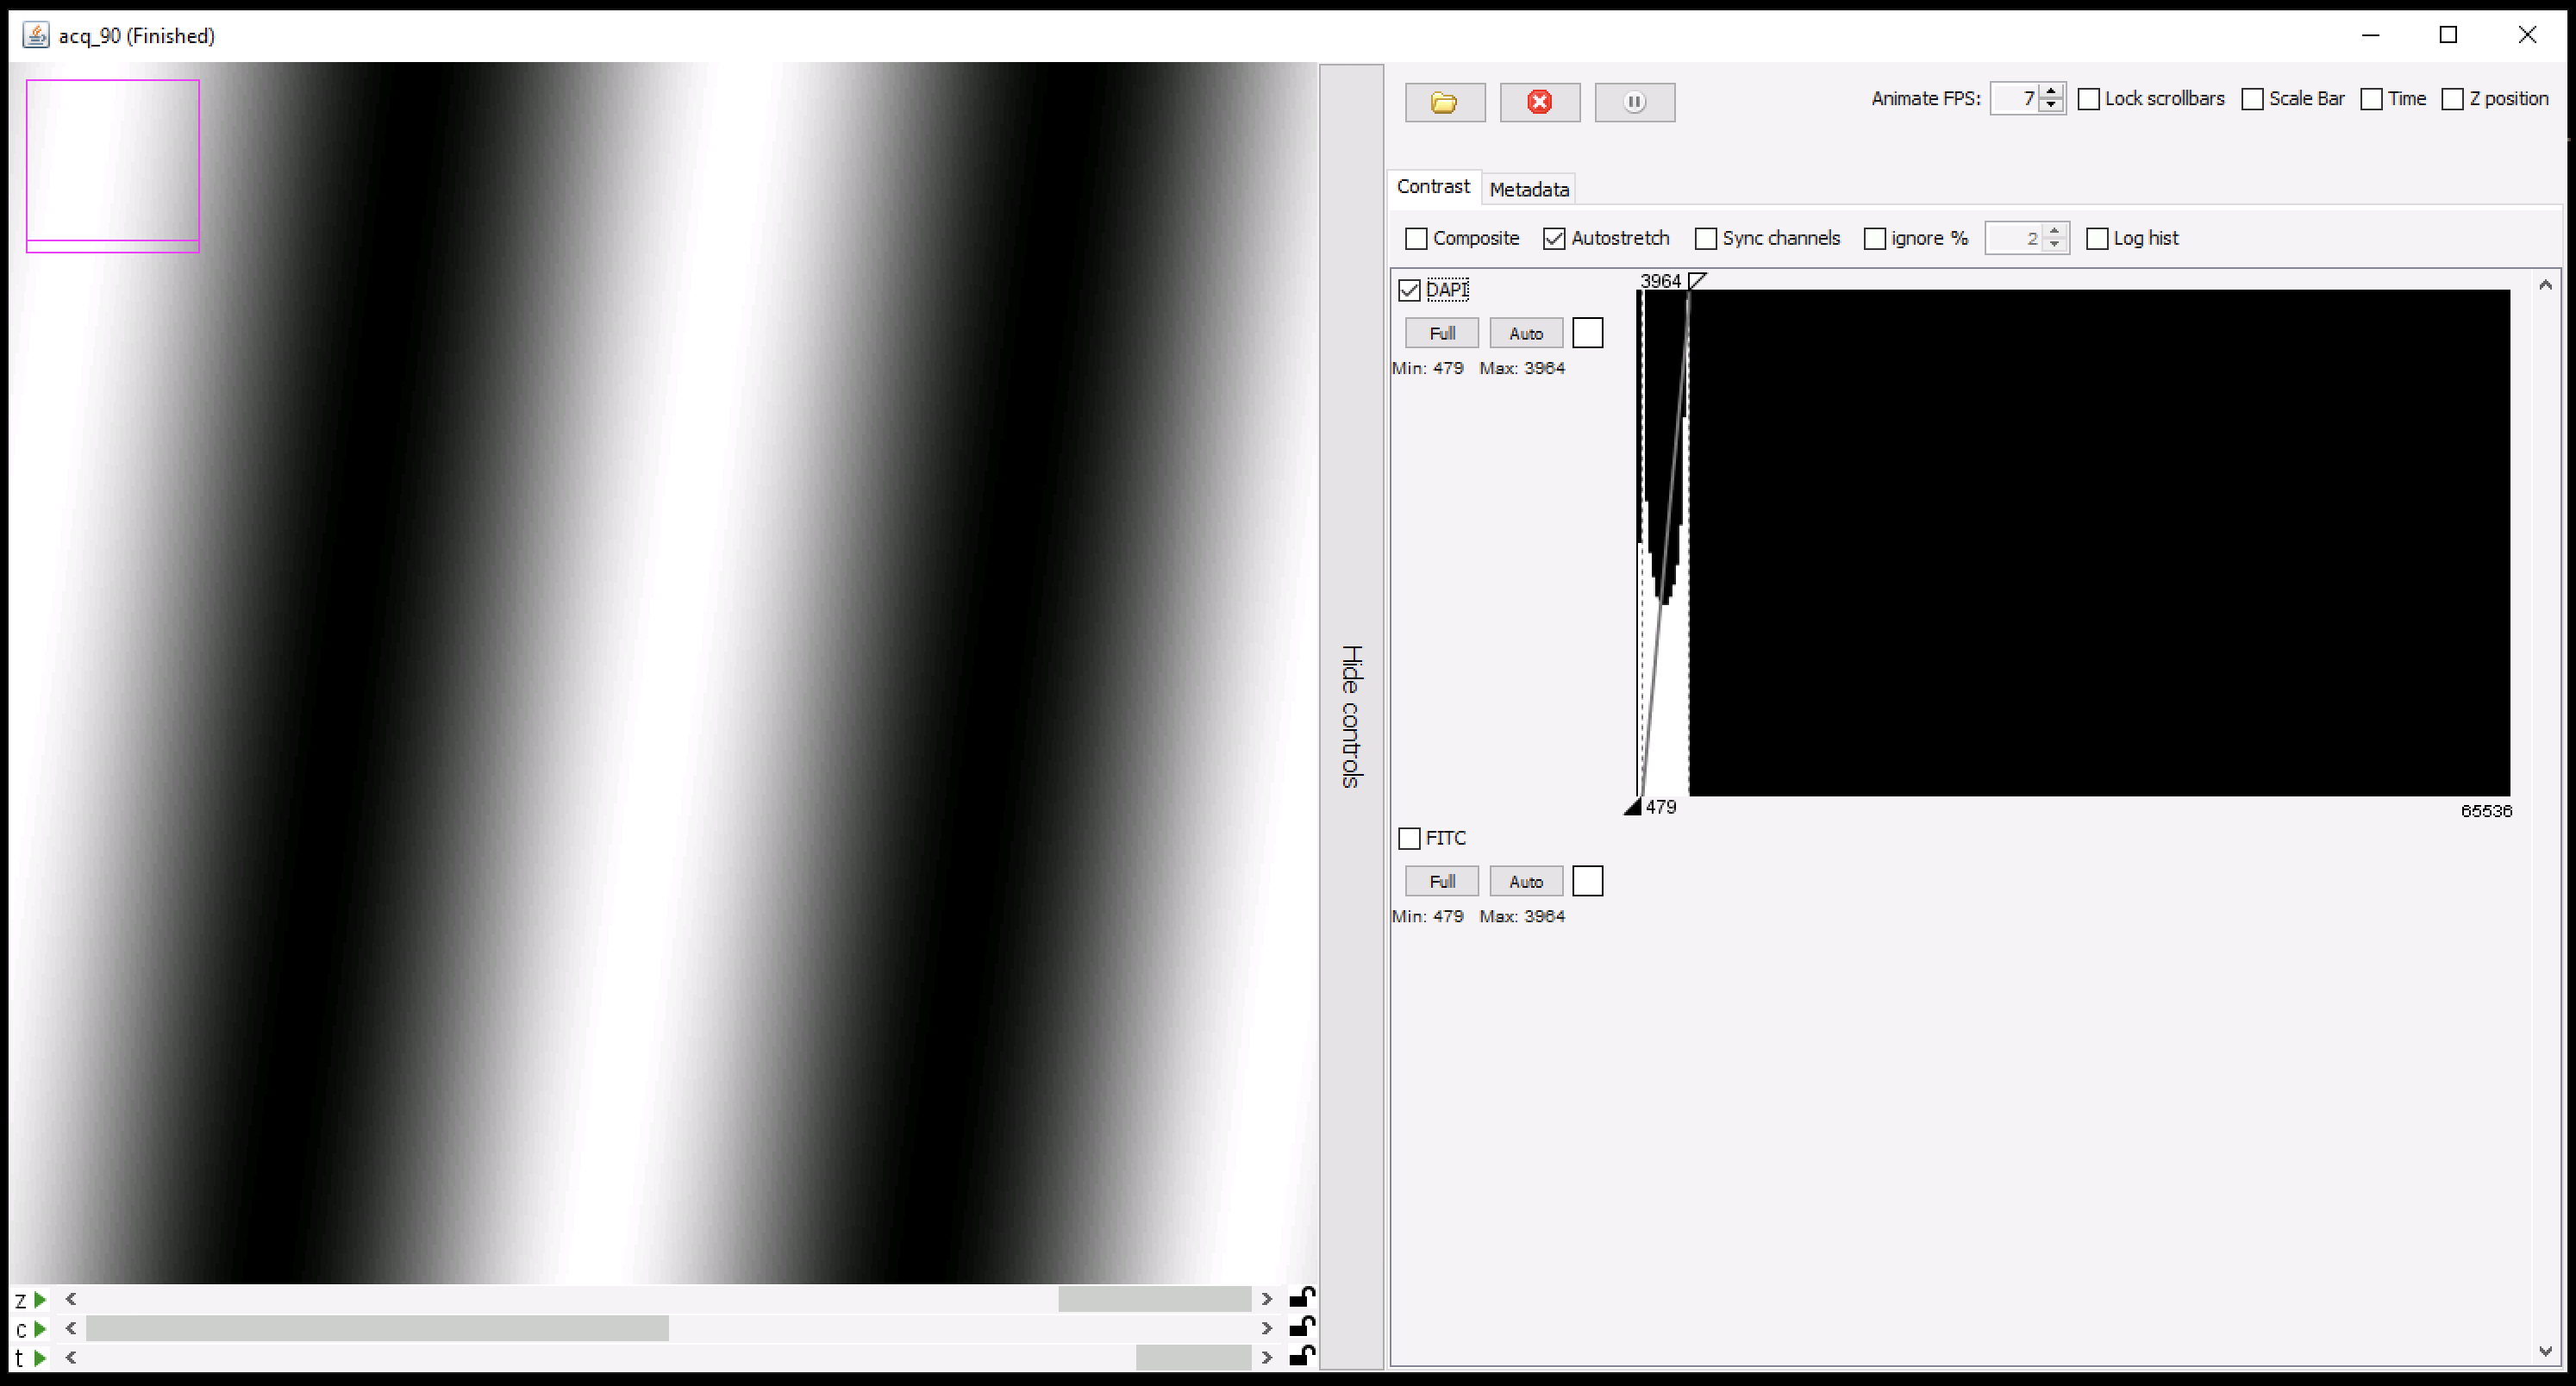 acq_90 (Finished)
Animate FPS: 7 Lock scrollbars Scale Bar Time Z position
Contrast Metadata
Composite Autostretch Sync channels ignore % 2 Log hist
3964
DAPI
Full Auto
Min: 479 Max: 3964
479
65536
FITC
Full Auto
Min: 479 Max: 3964
Hide controls
z
c
t